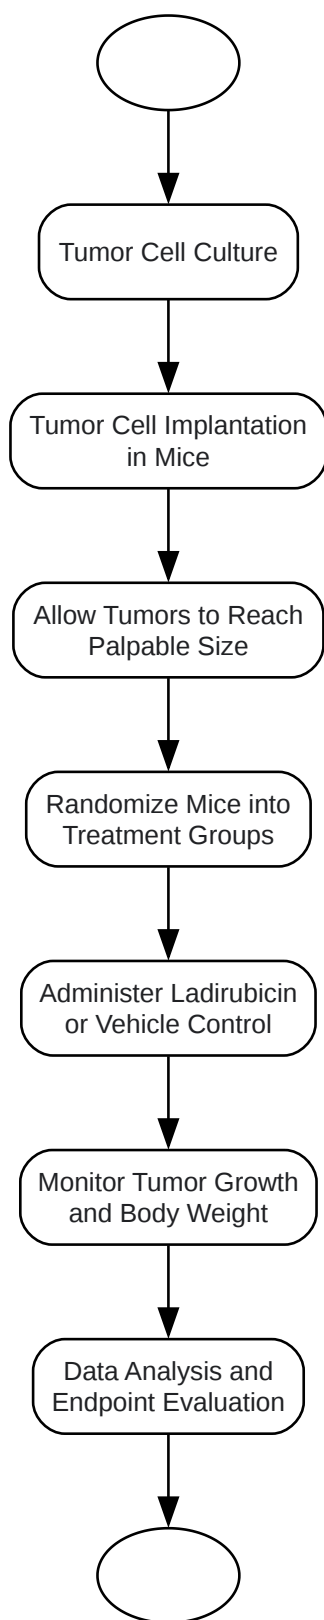 Tumor Cell Culture
Tumor Cell Implantation
in Mice
Allow Tumors to Reach
Palpable Size
Randomize Mice into
Treatment Groups
Administer Ladirubicin
or Vehicle Control
Monitor Tumor Growth
and Body Weight
Data Analysis and
Endpoint Evaluation